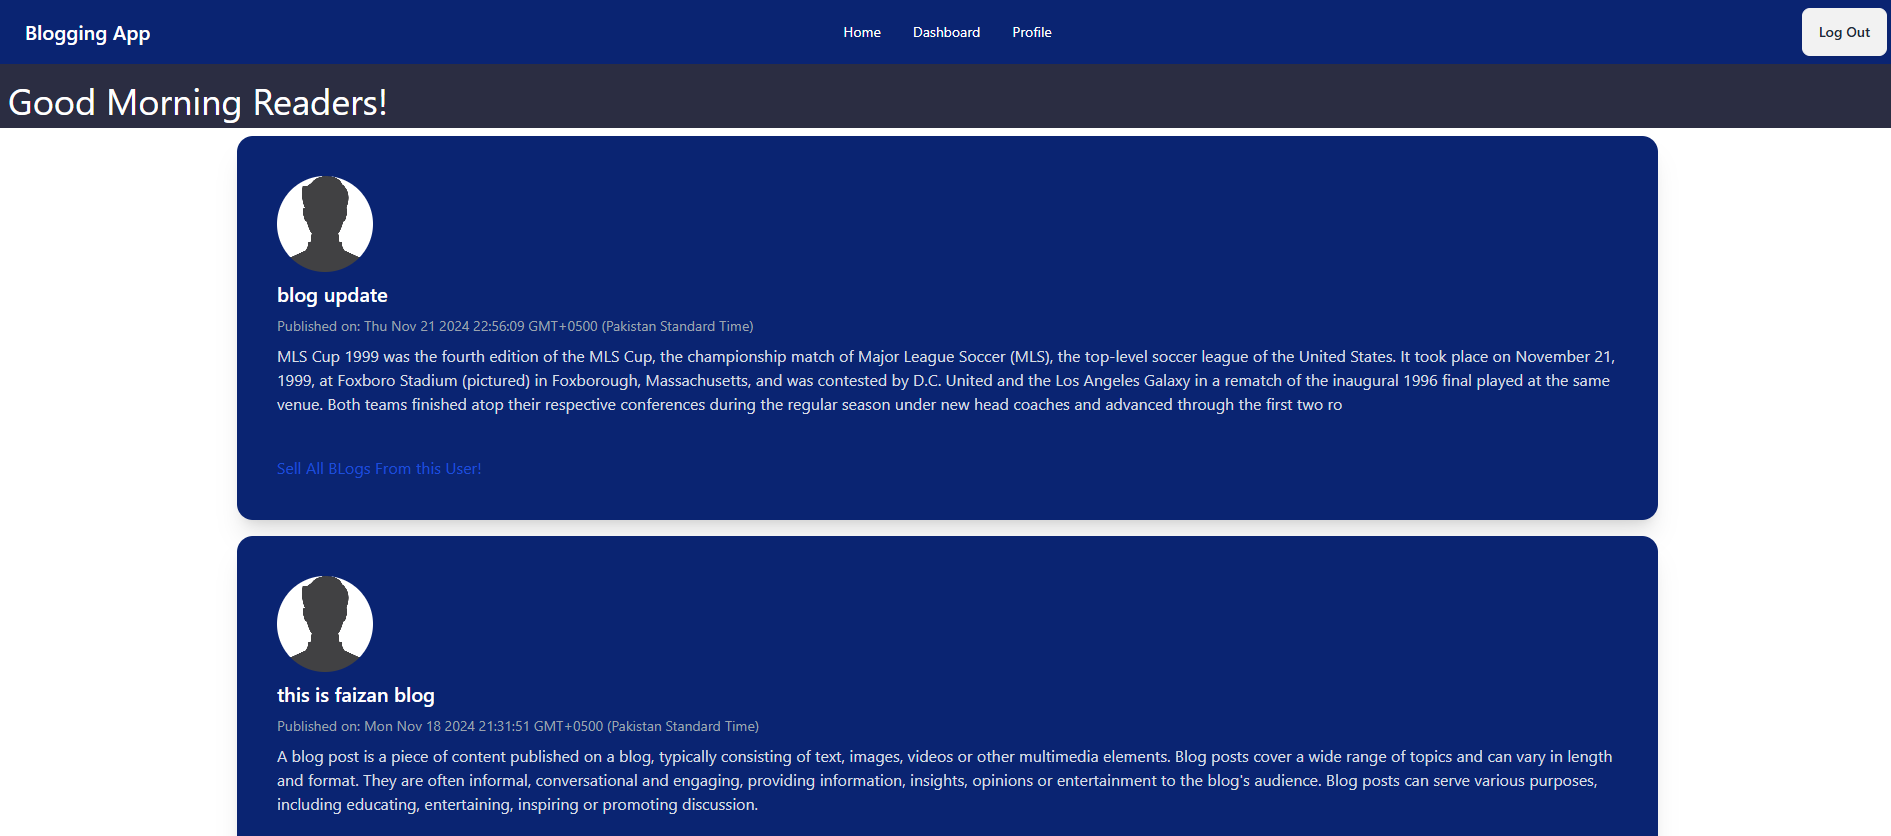 Blogging App
Home
Dashboard
Profile
Log Out
Good Morning Readers!
blog update
Published on: Thu Nov 21 2024 22:56:09 GMT+0500 (Pakistan Standard Time)
MLS Cup 1999 was the fourth edition of the MLS Cup, the championship match of Major League Soccer (MLS), the top-level soccer league of the United States. It took place on November 21,
1999, at Foxboro Stadium (pictured) in Foxborough, Massachusetts, and was contested by D.C. United and the Los Angeles Galaxy in a rematch of the inaugural 1996 final played at the same
venue. Both teams finished atop their respective conferences during the regular season under new head coaches and advanced through the first two ro
Sell All BLogs From this User!
this is faizan blog
Published on: Mon Nov 18 2024 21:31:51 GMT+0500 (Pakistan Standard Time)
A blog post is a piece of content published on a blog, typically consisting of text, images, videos or other multimedia elements. Blog posts cover a wide range of topics and can vary in length
and format. They are often informal, conversational and engaging, providing information, insights, opinions or entertainment to the blog's audience. Blog posts can serve various purposes,
including educating, entertaining, inspiring or promoting discussion.